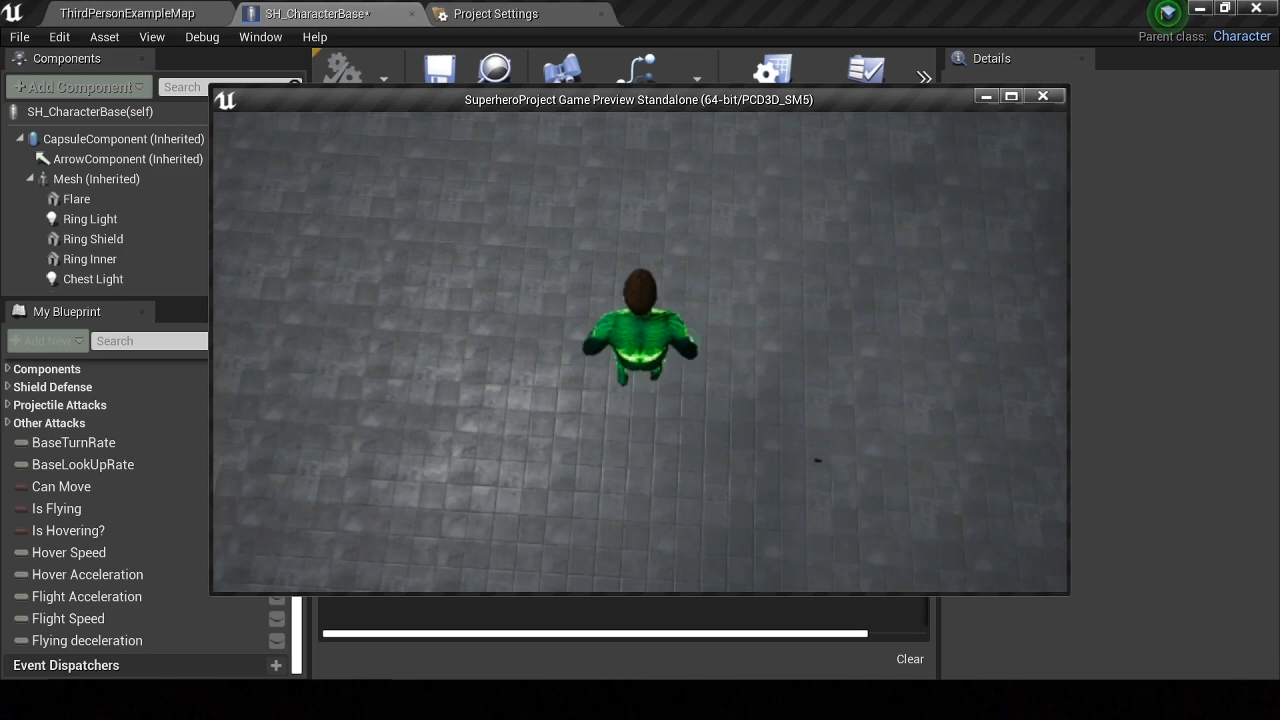 ThirdPersonExampleMap
SH_CharacterBase*
Project Settings
File Edit Asset View Debug Window Help
Parent class: Character
Components
Details
+Add Component
Search
SH_CharacterBase(self)
SuperheroProject Game Preview Standalone (64-bit/PCD3D_SM5)
CapsuleComponent (Inherited)
ArrowComponent (Inherited)
Mesh (Inherited)
Flare
Ring Light
Ring Shield
Ring Inner
Chest Light
My Blueprint
+Add New
Search
Components
Shield Defense
Projectile Attacks
Other Attacks
BaseTurnRate
BaseLookUpRate
Can Move
Is Flying
Is Hovering?
Hover Speed
Hover Acceleration
Flight Acceleration
Flight Speed
Flying deceleration
Event Dispatchers
Clear